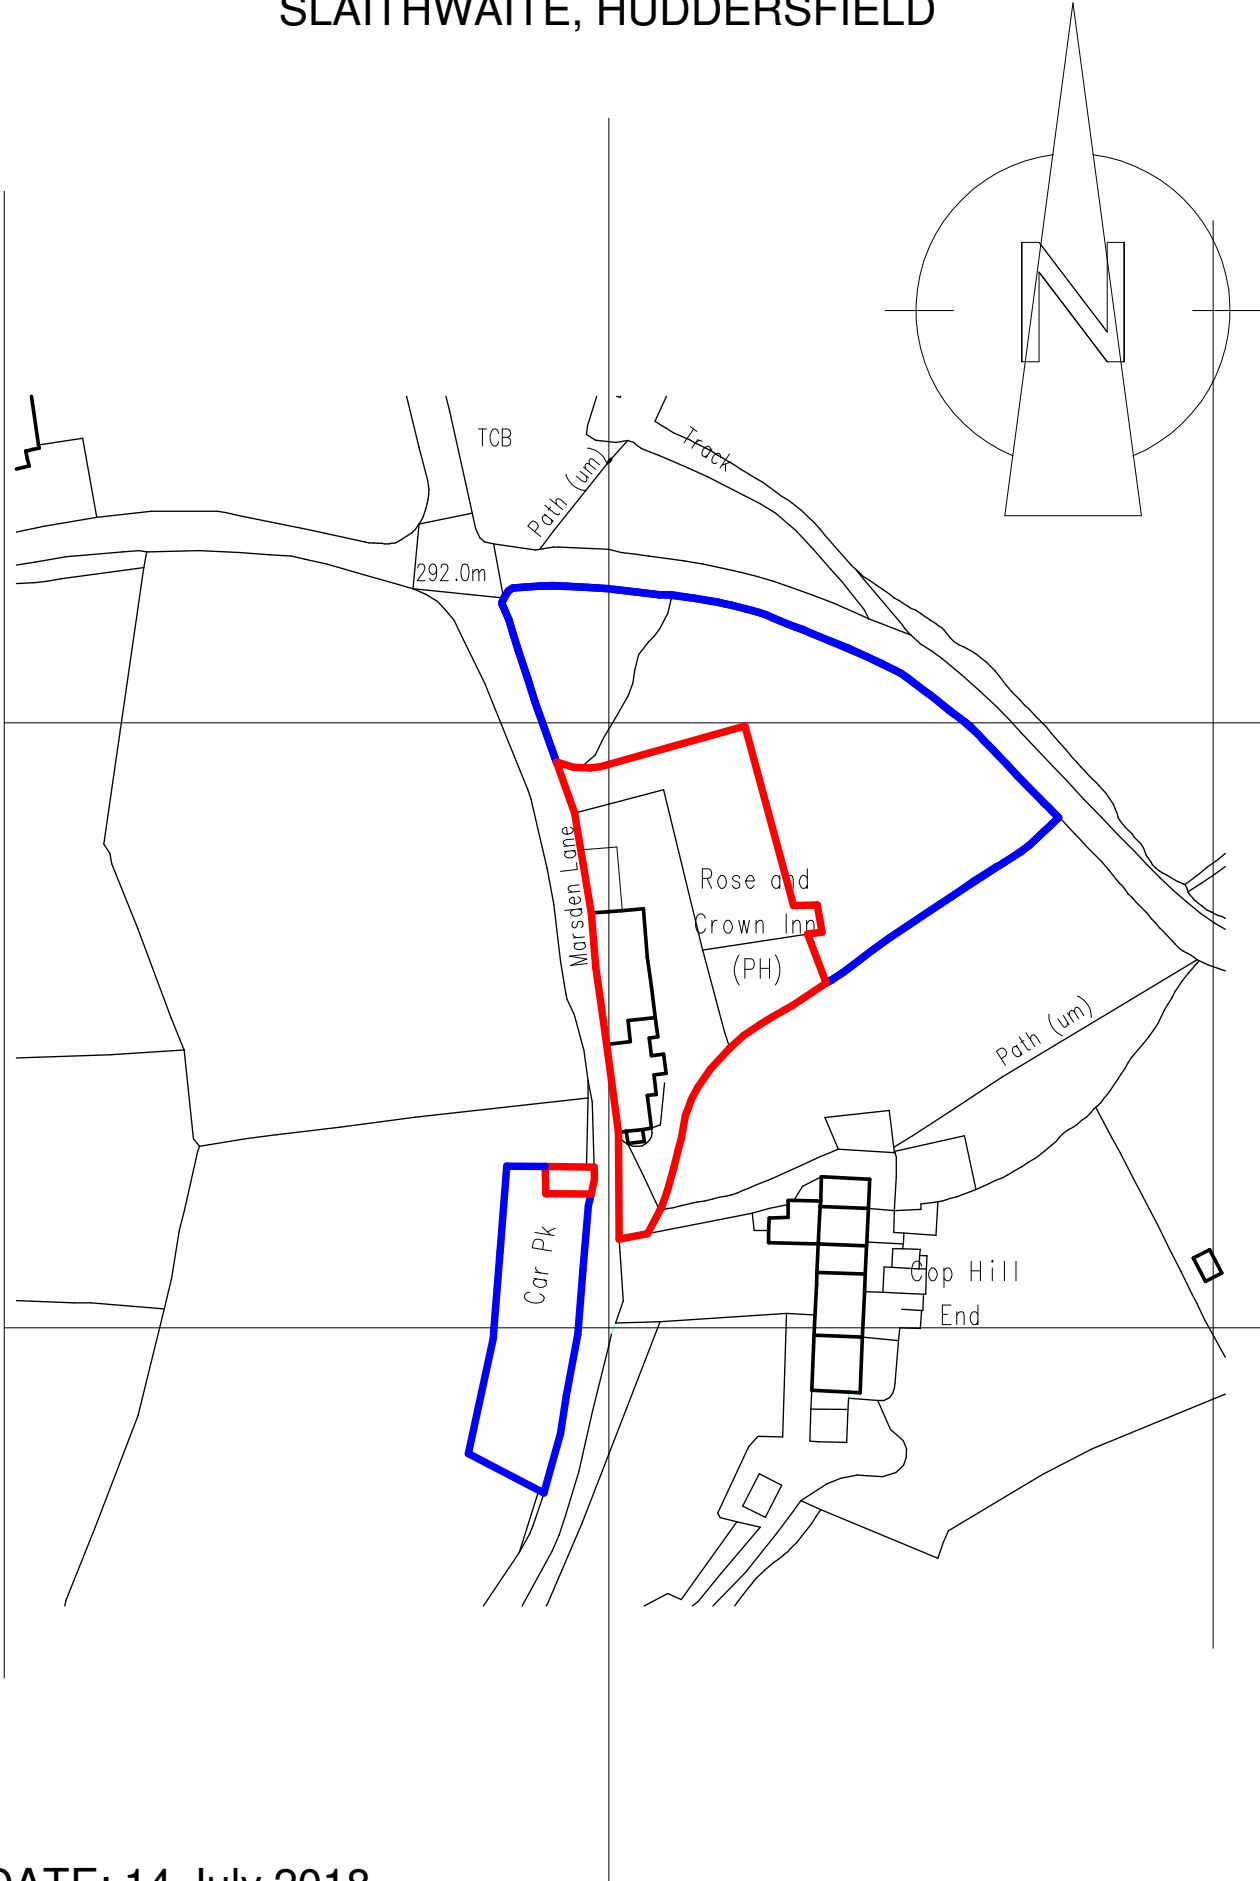 SLAITHWAITE, HUDDERSFIELD
N
TCB
Track
Path (um)
292.0m
Marsden Lane
Rose and
Crown Inn
(PH)
Path (um)
Car Pk
Cop Hill
End
DATE: 14 July 2018